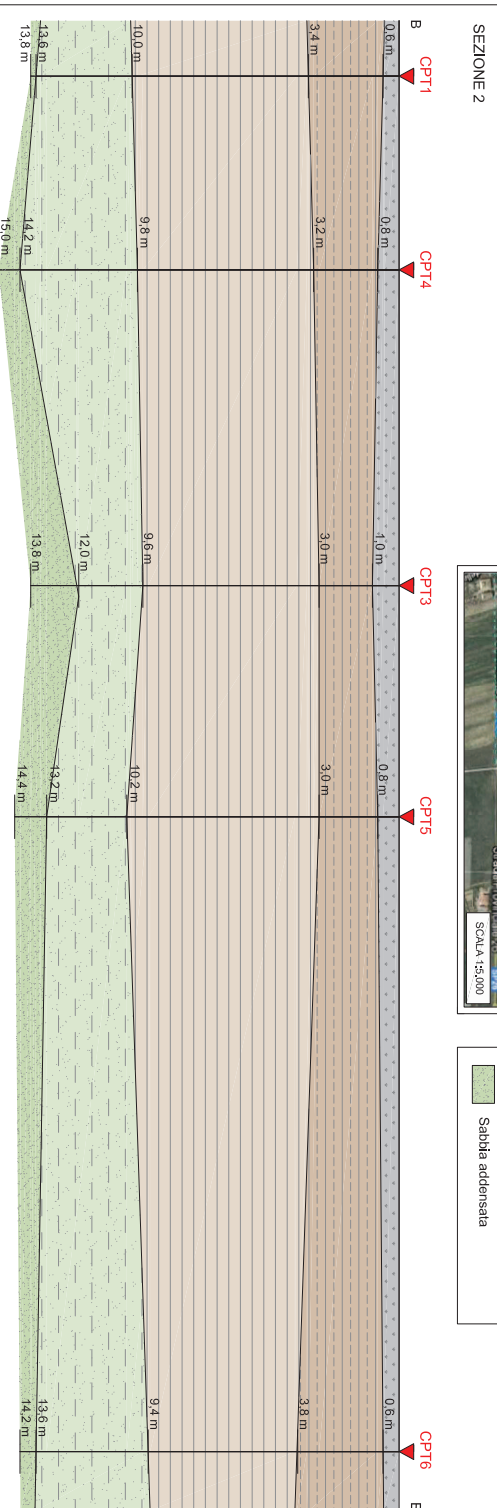 SEZIONE 2
SCALA 1:5.000
Sabbia addensata
B
CPT1
CPT4
CPT3
CPT5
CPT6
0,6 m
0,8 m
1,0 m
0,8 m
0,6 m
3,4 m
3,2 m
3,0 m
3,0 m
3,8 m
10,0 m
9,8 m
9,6 m
10,2 m
9,4 m
13,6 m
14,2 m
12,0 m
13,2 m
13,6 m
13,8 m
15,0 m
13,8 m
14,4 m
14,2 m